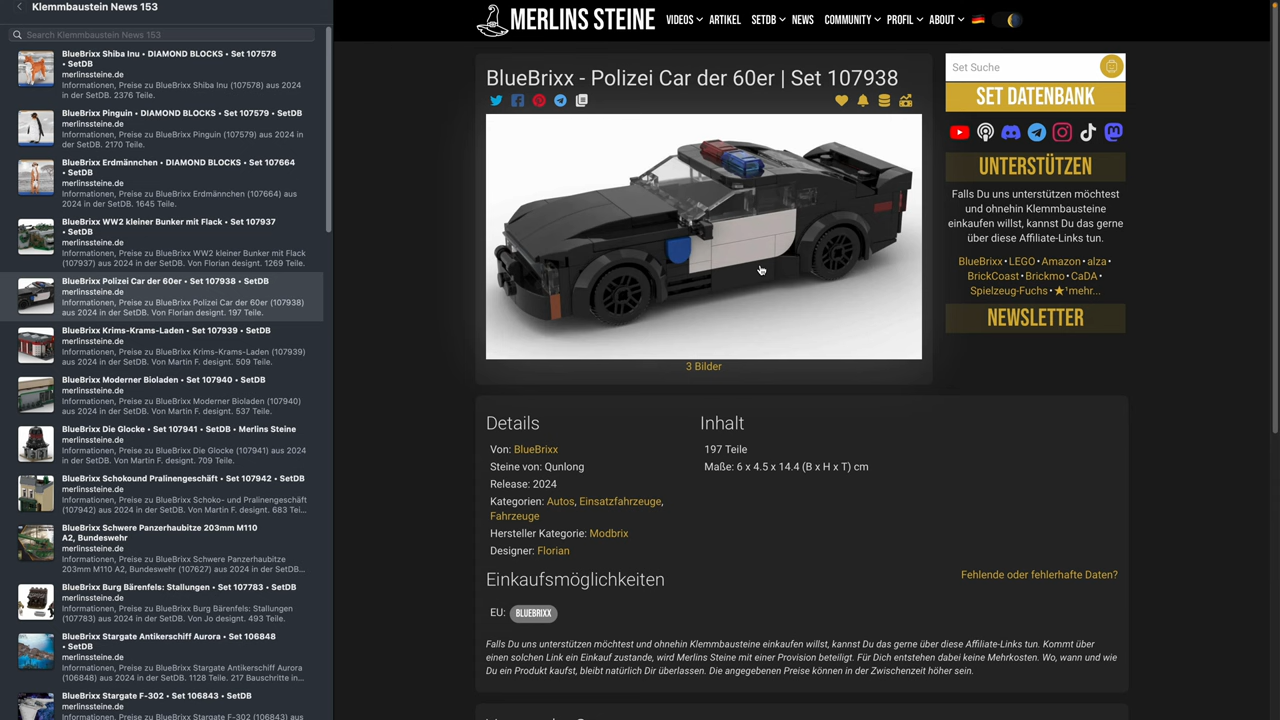 Klemmbaustein News 153
Search Klemmbaustein News 153
BlueBrixx Shiba Inu • DIAMOND BLOCKS • Set 107578
• SetDB
merlinssteine.de
Informationen, Preise zu BlueBrixx Shiba Inu (107578) aus 2024 in
der SetDB. 2376 Teile.
BlueBrixx Pinguin • DIAMOND BLOCKS • Set 107579 • SetDB
merlinssteine.de
Informationen, Preise zu BlueBrixx Pinguin (107579) aus 2024 in
der SetDB. 2170 Teile.
BlueBrixx Erdmännchen • DIAMOND BLOCKS • Set 107664
• SetDB
merlinssteine.de
Informationen, Preise zu BlueBrixx Erdmännchen (107664) aus
2024 in der SetDB. 1645 Teile.
BlueBrixx WW2 kleiner Bunker mit Flack • Set 107937
• SetDB
merlinssteine.de
Informationen, Preise zu BlueBrixx WW2 kleiner Bunker mit Flack
(107937) aus 2024 in der SetDB. Von Florian designt. 1269 Teile.
BlueBrixx Polizei Car der 60er • Set 107938 • SetDB
merlinssteine.de
Informationen, Preise zu BlueBrixx Polizei Car der 60er (107938)
aus 2024 in der SetDB. Von Florian designt. 197 Teile.
BlueBrixx Krims-Krams-Laden • Set 107939 • SetDB
merlinssteine.de
Informationen, Preise zu BlueBrixx Krims-Krams-Laden (107939)
aus 2024 in der SetDB. Von Martin F. designt. 509 Teile.
BlueBrixx Moderner Bioladen • Set 107940 • SetDB
merlinssteine.de
Informationen, Preise zu BlueBrixx Moderner Bioladen (107940)
aus 2024 in der SetDB. Von Martin F. designt. 537 Teile.
BlueBrixx Die Glocke • Set 107941 • SetDB • Merlins Steine
merlinssteine.de
Informationen, Preise zu BlueBrixx Die Glocke (107941) aus 2024
in der SetDB. Von Martin F. designt. 709 Teile.
BlueBrixx Schokound Pralinengeschäft • Set 107942 • SetDB
merlinssteine.de
Informationen, Preise zu BlueBrixx Schoko- und Pralinengeschäft
(107942) aus 2024 in der SetDB. Von Martin F. designt. 683 Tei...
BlueBrixx Schwere Panzerhaubitze 203mm M110
A2, Bundeswehr
merlinssteine.de
Informationen, Preise zu BlueBrixx Schwere Panzerhaubitze
203mm M110 A2, Bundeswehr (107627) aus 2024 in der SetDB...
BlueBrixx Burg Bärenfels: Stallungen • Set 107783 • SetDB
merlinssteine.de
Informationen, Preise zu BlueBrixx Burg Bärenfels: Stallungen
(107783) aus 2024 in der SetDB. Von Jo designt. 493 Teile.
BlueBrixx Stargate Antikerschiff Aurora • Set 106848
• SetDB
merlinssteine.de
Informationen, Preise zu BlueBrixx Stargate Antikerschiff Aurora
(106848) aus 2024 in der SetDB. 1128 Teile. 217 Bauschritte in...
BlueBrixx Stargate F-302 • Set 106843 • SetDB
merlinssteine.de
Informationen, Preise zu BlueBrixx Stargate F-302 (106843) aus
MERLINS STEINE
VIDEOS ARTIKEL SETDB NEWS COMMUNITY PROFIL ABOUT
BlueBrixx - Polizei Car der 60er | Set 107938
3 Bilder
Details
Von: BlueBrixx
Steine von: Qunlong
Release: 2024
Kategorien: Autos, Einsatzfahrzeuge,
Fahrzeuge
Hersteller Kategorie: Modbrix
Designer: Florian
Inhalt
197 Teile
Maße: 6 x 4.5 x 14.4 (B x H x T) cm
Einkaufsmöglichkeiten
Fehlende oder fehlerhafte Daten?
EU: BLUEBRIXX
Falls Du uns unterstützen möchtest und ohnehin Klemmbausteine einkaufen willst, kannst Du das gerne über diese Affiliate-Links tun. Kommt über
einen solchen Link ein Einkauf zustande, wird Merlins Steine mit einer Provision beteiligt. Für Dich entstehen dabei keine Mehrkosten. Wo, wann und wie
Du ein Produkt kaufst, bleibt natürlich Dir überlassen. Die angegebenen Preise können in der Zwischenzeit höher sein.
Set Suche
SET DATENBANK
UNTERSTÜTZEN
Falls Du uns unterstützen möchtest
und ohnehin Klemmbausteine
einkaufen willst, kannst Du das gerne
über diese Affiliate-Links tun.
BlueBrixx • LEGO • Amazon • alza •
BrickCoast • Brickmo • CaDA •
Spielzeug-Fuchs • ★¹mehr...
NEWSLETTER